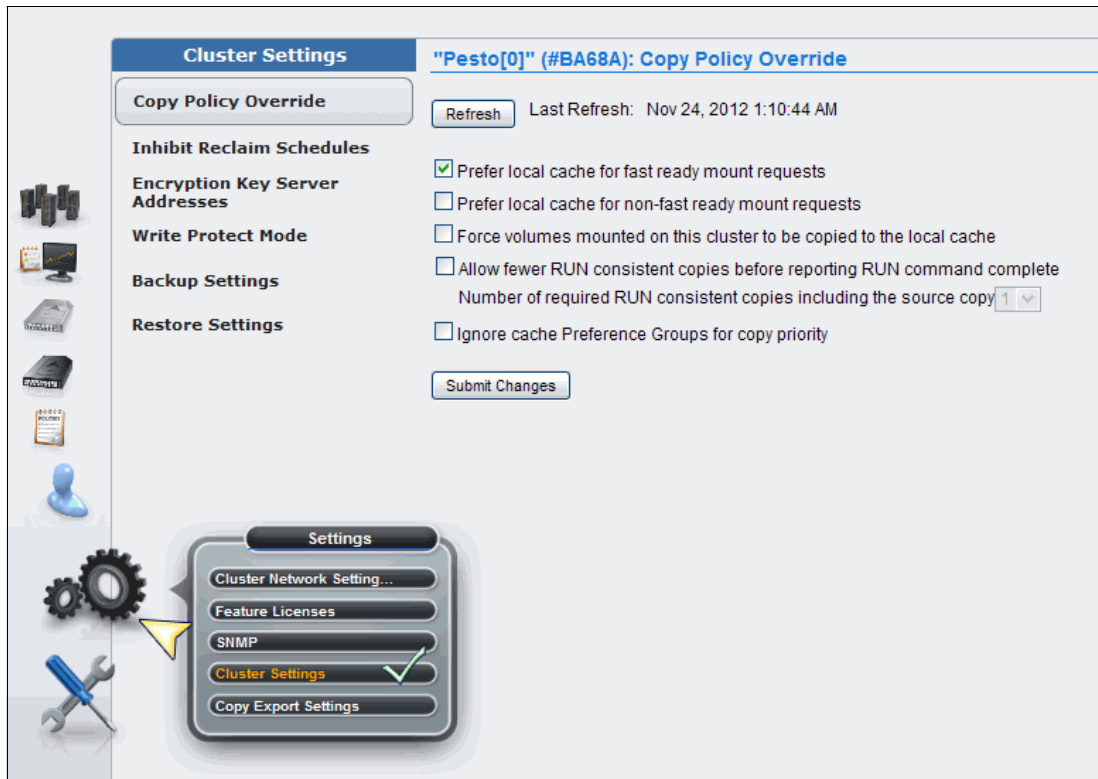 Cluster Settings
Copy Policy Override
Inhibit Reclaim Schedules
Encryption Key Server
Addresses
Write Protect Mode
Backup Settings
Restore Settings
"Pesto[0]" (#BA68A): Copy Policy Override
Refresh Last Refresh: Nov 24, 2012 1:10:44 AM
Prefer local cache for fast ready mount requests
Prefer local cache for non-fast ready mount requests
Force volumes mounted on this cluster to be copied to the local cache
Allow fewer RUN consistent copies before reporting RUN command complete
Number of required RUN consistent copies including the source copy 1
Ignore cache Preference Groups for copy priority
Submit Changes
POLICIES
Settings
Cluster Network Setting...
Feature Licenses
SNMP
Cluster Settings
Copy Export Settings